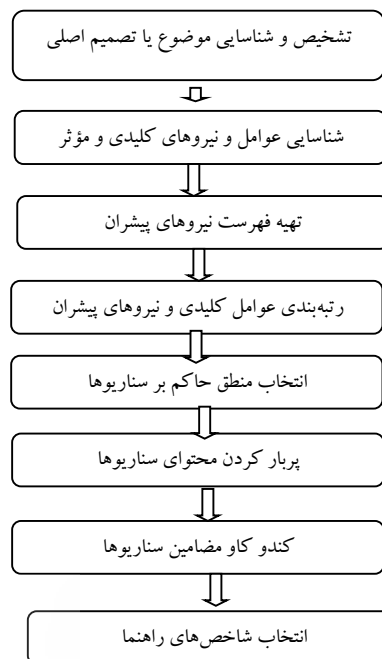 تشخیص و شناسایی موضوع یا تصمیم اصلی
شناسایی عوامل و نیروهای کلیدی و مؤثر
تهیه فهرست نیروهای پیشران
رتبه‌بندی عوامل کلیدی و نیروهای پیشران
انتخاب منطق حاکم بر سناریوها
پربار کردن محتوای سناریوها
کندو کاو مضامین سناریوها
انتخاب شاخص‌های راهنما